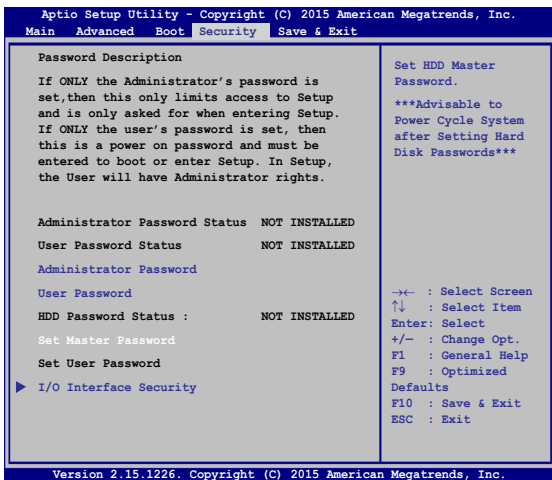 Aptio Setup Utility - Copyright (C) 2015 American Megatrends, Inc.
Main Advanced Boot Security Save & Exit
Password Description
If ONLY the Administrator's password is
set,then this only limits access to Setup
and is only asked for when entering Setup.
If ONLY the user's password is set, then
this is a power on password and must be
entered to boot or enter Setup. In Setup,
the User will have Administrator rights.
Administrator Password Status NOT INSTALLED
User Password Status NOT INSTALLED
Administrator Password
User Password
HDD Password Status : NOT INSTALLED
Set Master Password
Set User Password
I/O Interface Security
Set HDD Master
Password.
***Advisable to
Power Cycle System
after Setting Hard
Disk Passwords***
→← : Select Screen
↑↓ : Select Item
Enter: Select
+/— : Change Opt.
F1 : General Help
F9 : Optimized
Defaults
F10 : Save & Exit
ESC : Exit
Version 2.15.1226. Copyright (C) 2015 American Megatrends, Inc.